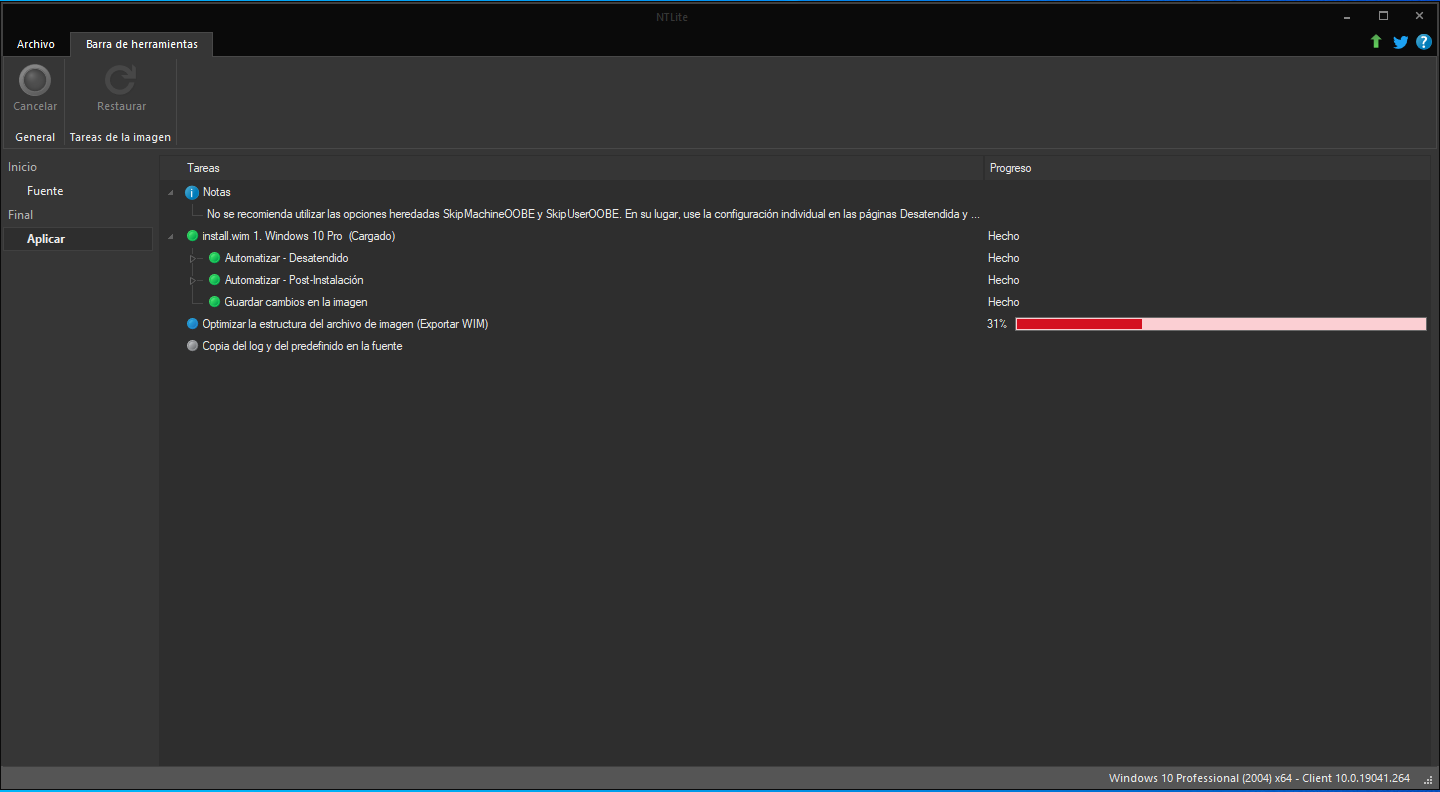 NTLite
Archivo
Barra de herramientas
Cancelar
Restaurar
General
Tareas de la imagen
Inicio
Fuente
Final
Aplicar
Tareas Progreso
Notas
No se recomienda utilizar las opciones heredadas SkipMachineOOBE y SkipUserOOBE. En su lugar, use la configuración individual en las páginas Desatendida y ...
install.wim 1. Windows 10 Pro (Cargado) Hecho
Automatizar - Desatendido Hecho
Automatizar - Post-Instalación Hecho
Guardar cambios en la imagen Hecho
Optimizar la estructura del archivo de imagen (Exportar WIM) 31%
Copia del log y del predefinido en la fuente
Windows 10 Professional (2004) x64 - Client 10.0.19041.264